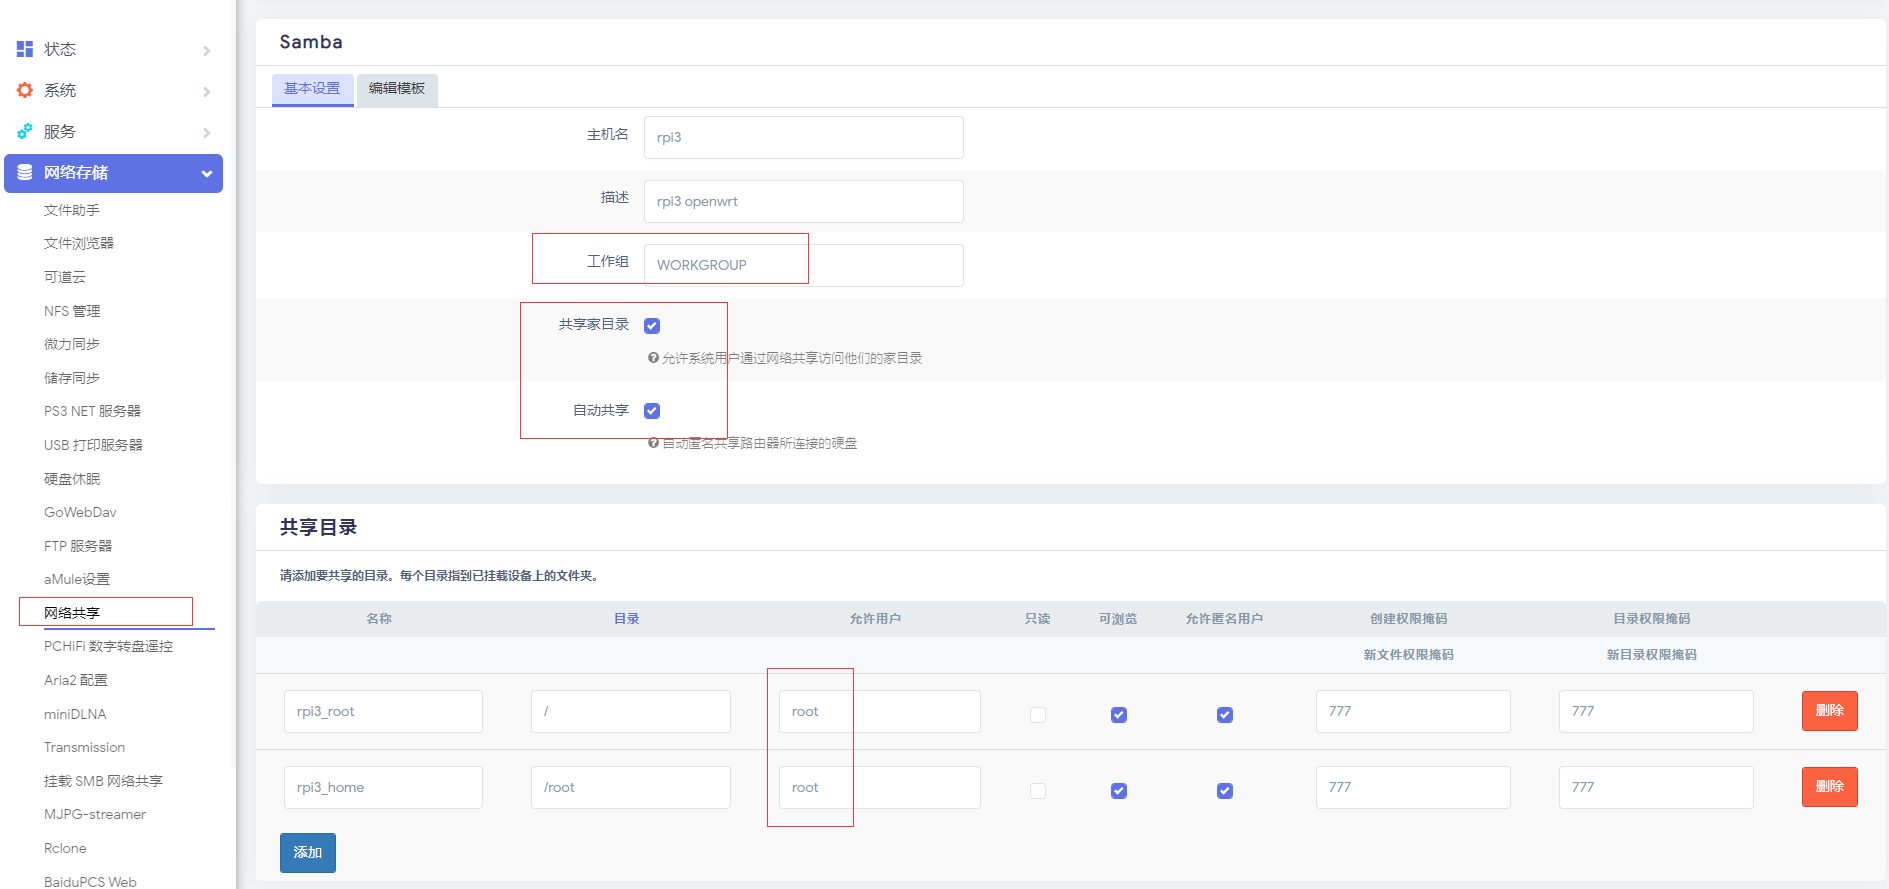 状态
系统
服务
网络存储
文件助手
文件浏览器
可道云
NFS 管理
微力同步
储存同步
PS3 NET 服务器
USB 打印服务器
硬盘休眠
GoWebDav
FTP 服务器
aMule设置
网络共享
PCHiFi 数字转盘遥控
Aria2 配置
miniDLNA
Transmission
挂载 SMB 网络共享
MJPG-streamer
Rclone
BaiduPCS Web
Samba
基本设置 编辑模板
主机名 rpi3
描述 rpi3 openwrt
工作组 WORKGROUP
共享家目录
允许系统用户通过网络共享访问他们的家目录
自动共享
自动匿名共享路由器所连接的硬盘
共享目录
请添加要共享的目录。每个目录指到已挂载设备上的文件夹。
名称 目录 允许用户 只读 可浏览 允许匿名用户 创建权限掩码 目录权限掩码
新文件权限掩码 新目录权限掩码
rpi3_root / root 777 777 删除
rpi3_home /root root 777 777 删除
添加